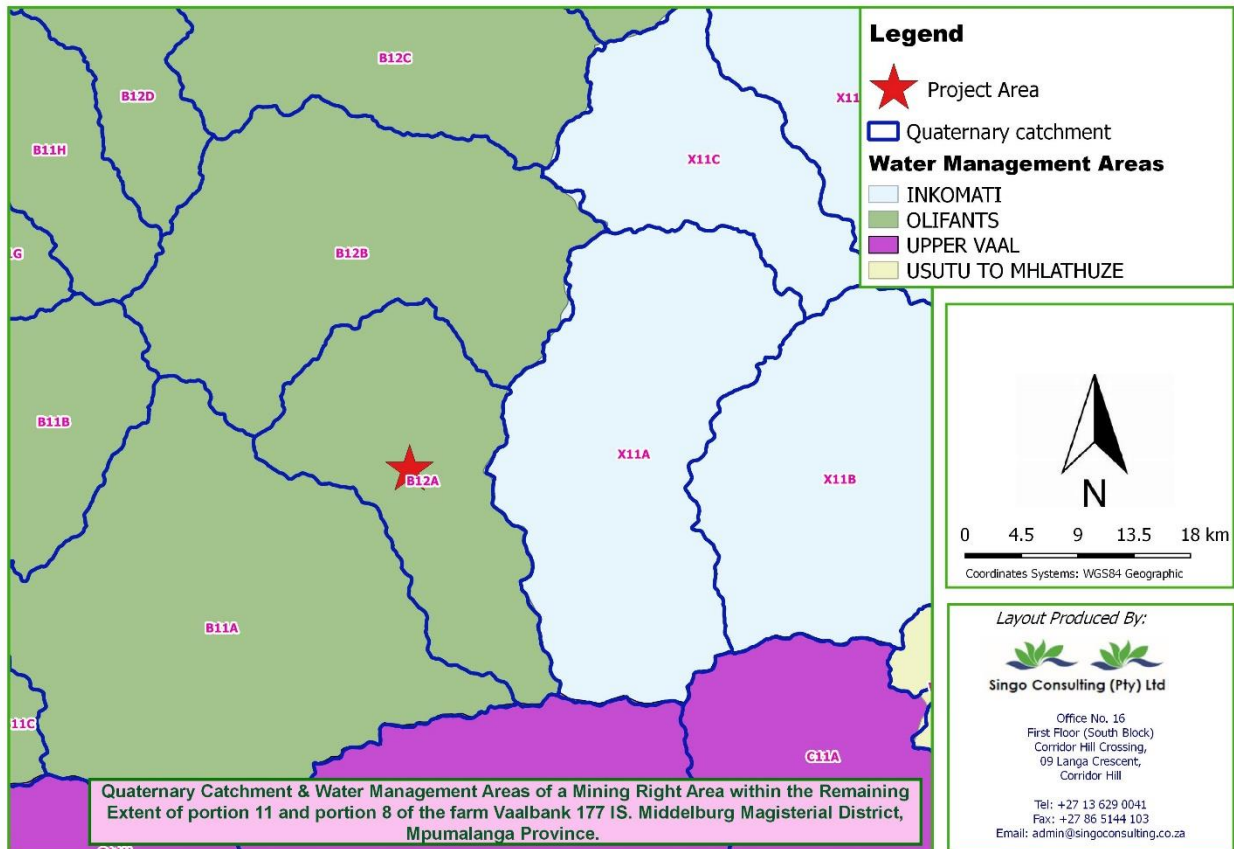 B12C
B12D
X11
B11H
X11C
G
B12B
B11B
X11A
X11B
B12A
B11A
11C
C11A
Quaternary Catchment & Water Management Areas of a Mining Right Area within the Remaining
Extent of portion 11 and portion 8 of the farm Vaalbank 177 IS. Middelburg Magisterial District,
Mpumalanga Province.
Legend
Project Area
Quaternary catchment
Water Management Areas
INKOMATI
OLIFANTS
UPPER VAAL
USUTU TO MHLATHUZE
N
0 4.5 9 13.5 18 km
Coordinates Systems: WGS84 Geographic
Layout Produced By:
Singo Consulting (Pty) Ltd
Office No. 16
First Floor (South Block)
Corridor Hill Crossing,
09 Langa Crescent,
Corridor Hill
Tel: +27 13 629 0041
Fax: +27 86 5144 103
Email: admin@singoconsulting.co.za